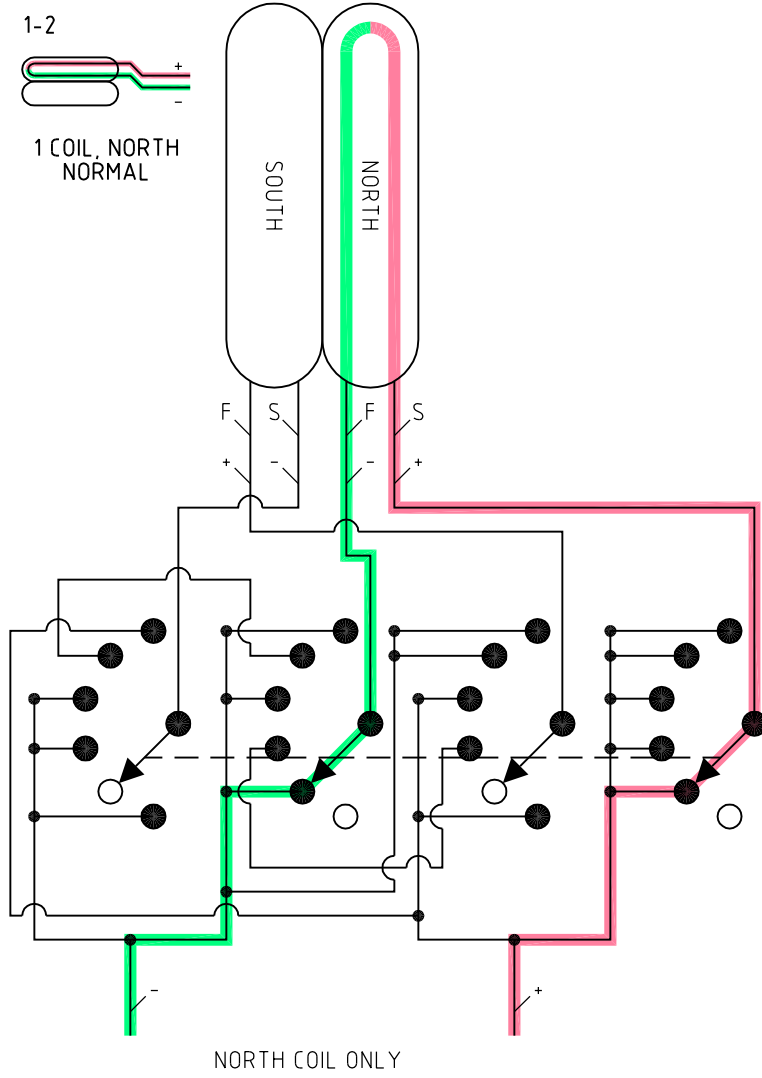 1-2
+
-
1 COIL, NORTH
NORMAL
SOUTH
NORTH
F S F S
+ - - +
- +
NORTH COIL ONLY